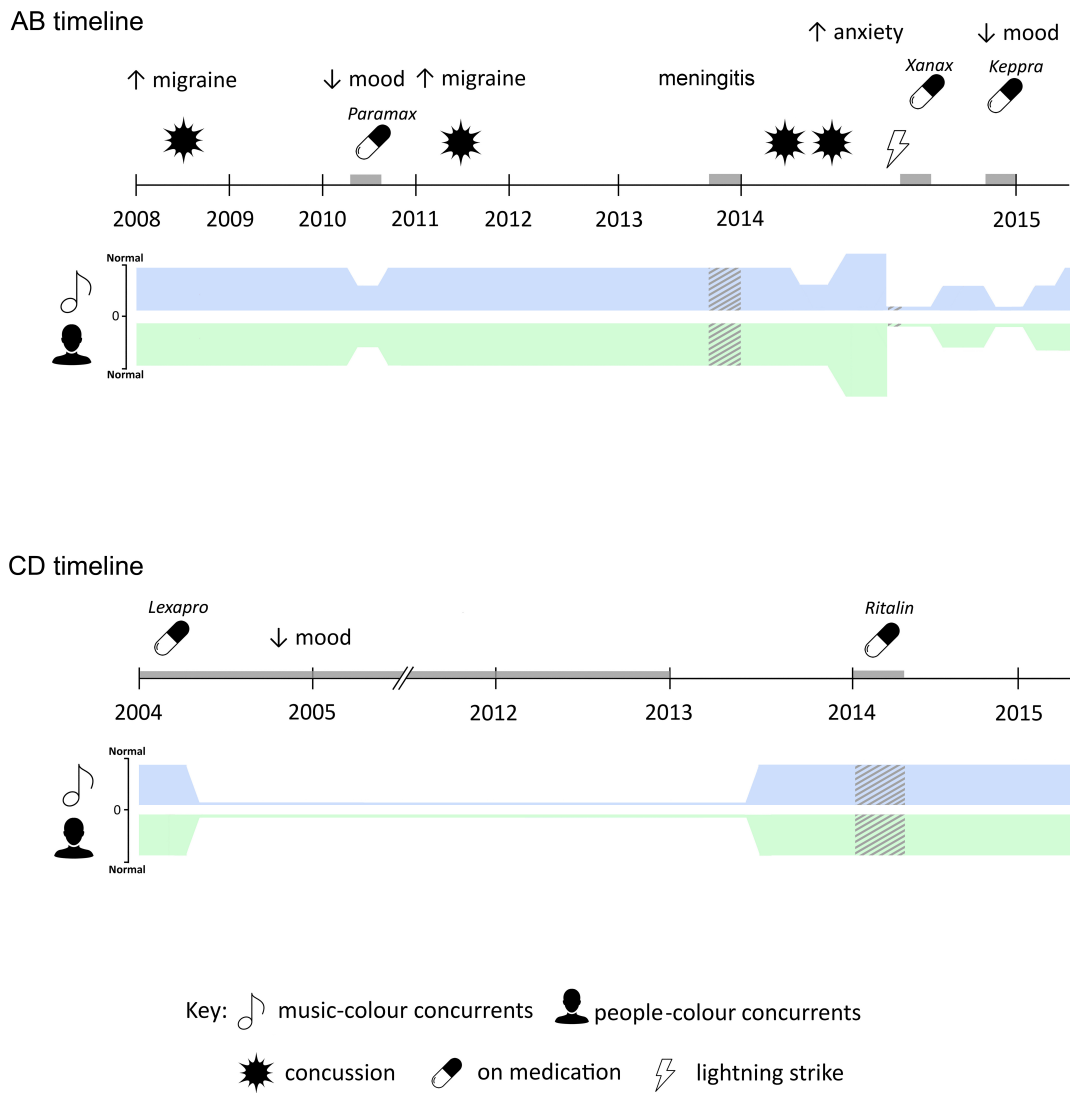 AB timeline
↑ anxiety ↓ mood
Xanax Keppra
↑ migraine ↓ mood ↑ migraine meningitis
Paramax
2008 2009 2010 2011 2012 2013 2014 2015
Normal
0
Normal
CD timeline
Lexapro Ritalin
↓ mood
2004 2005 2012 2013 2014 2015
Normal
0
Normal
Key: music-colour concurrents people-colour concurrents
concussion on medication lightning strike